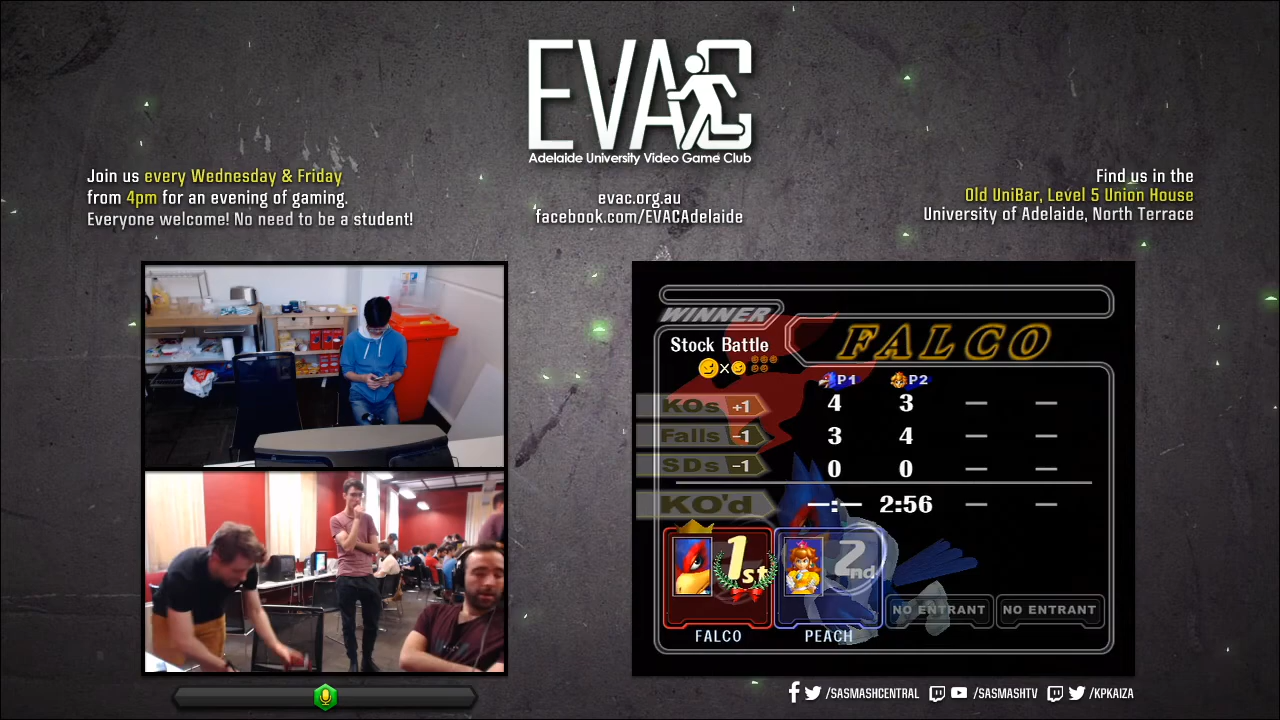 EVAC
Adelaide University Video Game Club
Join us every Wednesday & Friday
from 4pm for an evening of gaming.
Everyone welcome! No need to be a student!
evac.org.au
facebook.com/EVACAdelaide
Find us in the
Old UniBar, Level 5 Union House
University of Adelaide, North Terrace
WINNER
FALCO
Stock Battle
x
P1 P2
KOs +1 4 3 — —
Falls -1 3 4 — —
SDs -1 0 0 — —
KO'd —:— 2:56 — —
1st 2nd
NO ENTRANT NO ENTRANT
FALCO PEACH
/SASMASHCENTRAL /SASMASHTV /KPKAIZA